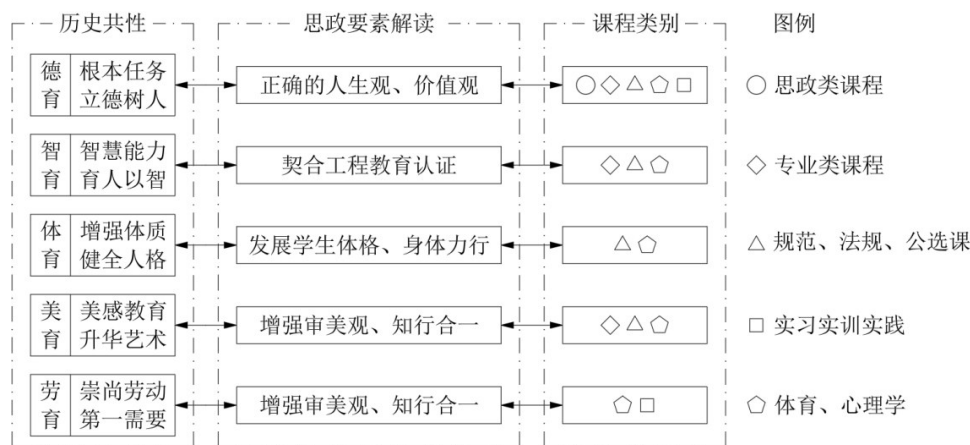 历史共性
思政要素解读
课程类别
图例
德育
根本任务
立德树人
正确的人生观、价值观
思政类课程
智育
智慧能力
育人以智
契合工程教育认证
专业类课程
体育
增强体质
健全人格
发展学生体格、身体力行
规范、法规、公选课
美育
美感教育
升华艺术
增强审美观、知行合一
实习实训实践
劳育
崇尚劳动
第一需要
增强审美观、知行合一
体育、心理学